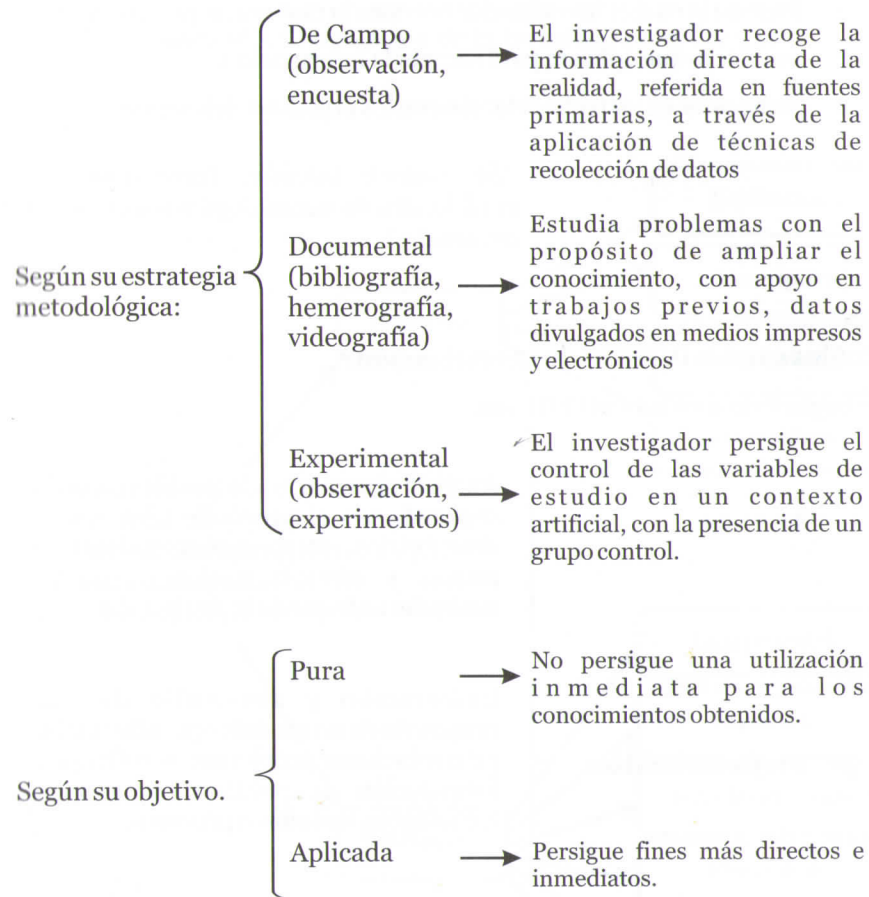 De Campo
(observación,
encuesta)
El investigador recoge la
información directa de la
realidad, referida en fuentes
primarias, a través de la
aplicación de técnicas de
recolección de datos
Según su estrategia
metodológica:
Documental
(bibliografía,
hemerografía,
videografía)
Estudia problemas con el
propósito de ampliar el
conocimiento, con apoyo en
trabajos previos, datos
divulgados en medios impresos
y electrónicos
Experimental
(observación,
experimentos)
El investigador persigue el
control de las variables de
estudio en un contexto
artificial, con la presencia de un
grupo control.
Según su objetivo.
Pura
No persigue una utilización
inmediata para los
conocimientos obtenidos.
Aplicada
Persigue fines más directos e
inmediatos.